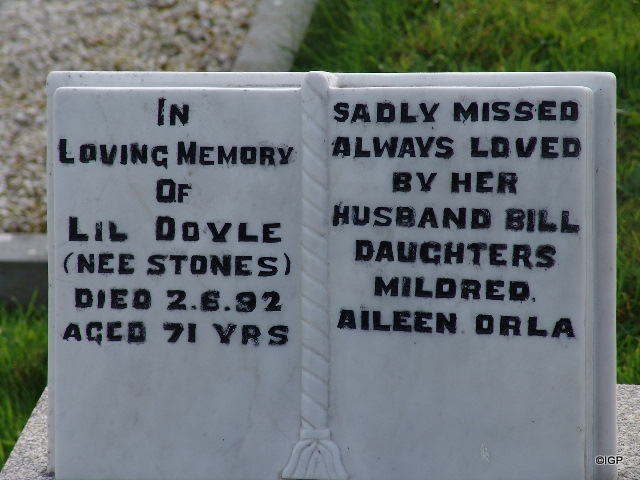 IN
LOVING MEMORY
OF
LIL DOYLE
(NEE STONES)
DIED 2.6.92
AGED 71 YRS
SADLY MISSED
ALWAYS LOVED
BY HER
HUSBAND BILL
DAUGHTERS
MILDRED,
AILEEN, ORLA
©IGP